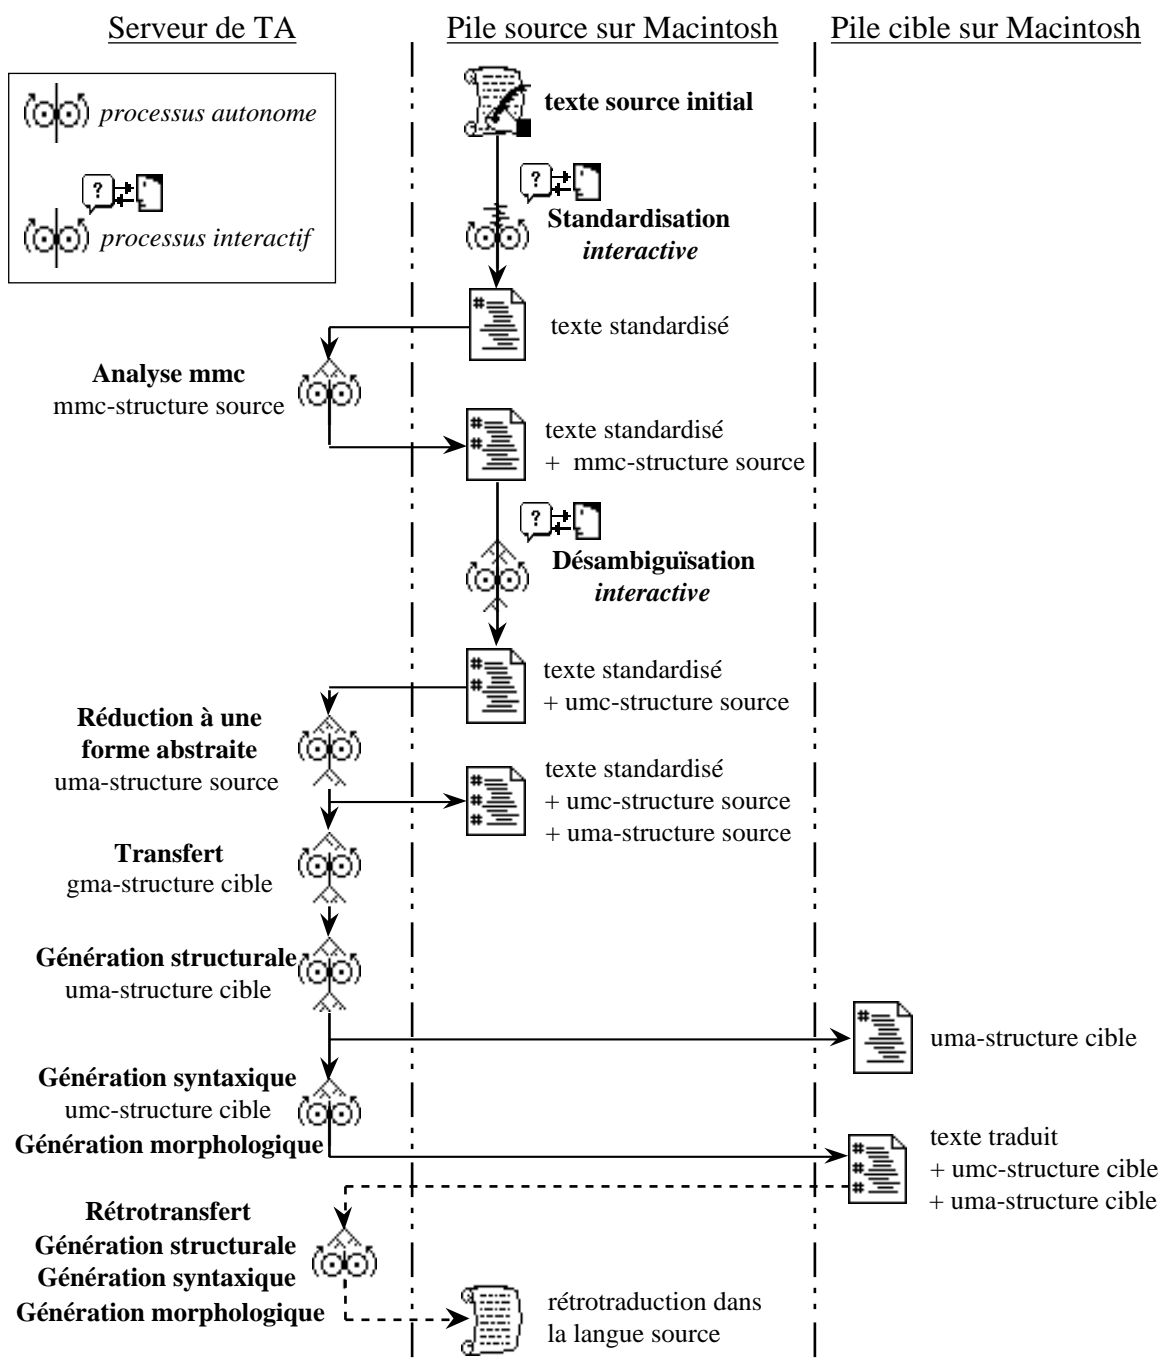 Serveur de TA
Pile source sur Macintosh
Pile cible sur Macintosh
processus autonome
?
processus interactif
texte source initial
?
Standardisation
interactive
texte standardisé
Analyse mmc
mmc-structure source
texte standardisé
+ mmc-structure source
?
Désambiguïsation
interactive
texte standardisé
+ umc-structure source
Réduction à une
forme abstraite
uma-structure source
texte standardisé
+ umc-structure source
+ uma-structure source
Transfert
gma-structure cible
Génération structurale
uma-structure cible
uma-structure cible
Génération syntaxique
umc-structure cible
Génération morphologique
texte traduit
+ umc-structure cible
+ uma-structure cible
Rétrotransfert
Génération structurale
Génération syntaxique
Génération morphologique
rétrotraduction dans
la langue source